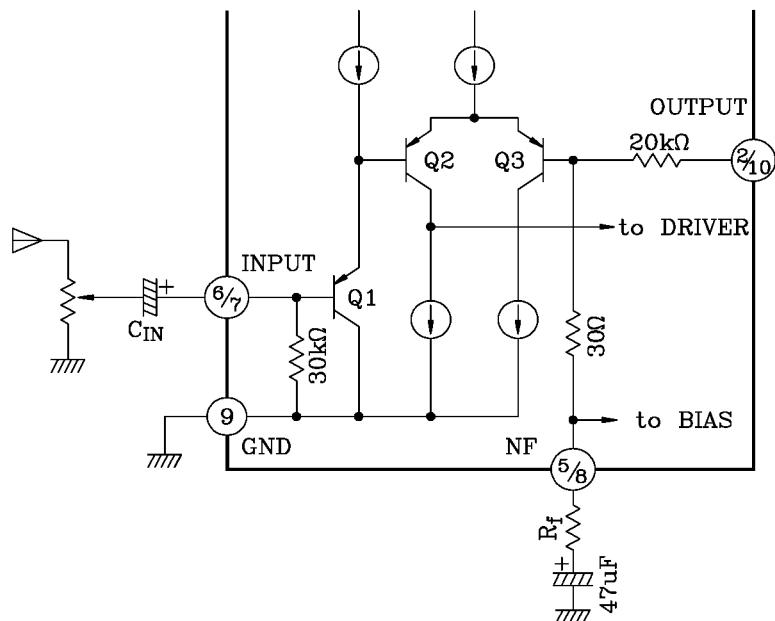 OUTPUT
20kΩ
2/10
Q2
Q3
to DRIVER
INPUT
6/7
+
CIN
Q1
30kΩ
30Ω
9
GND
to BIAS
NF
5/8
Rf
+
47uF